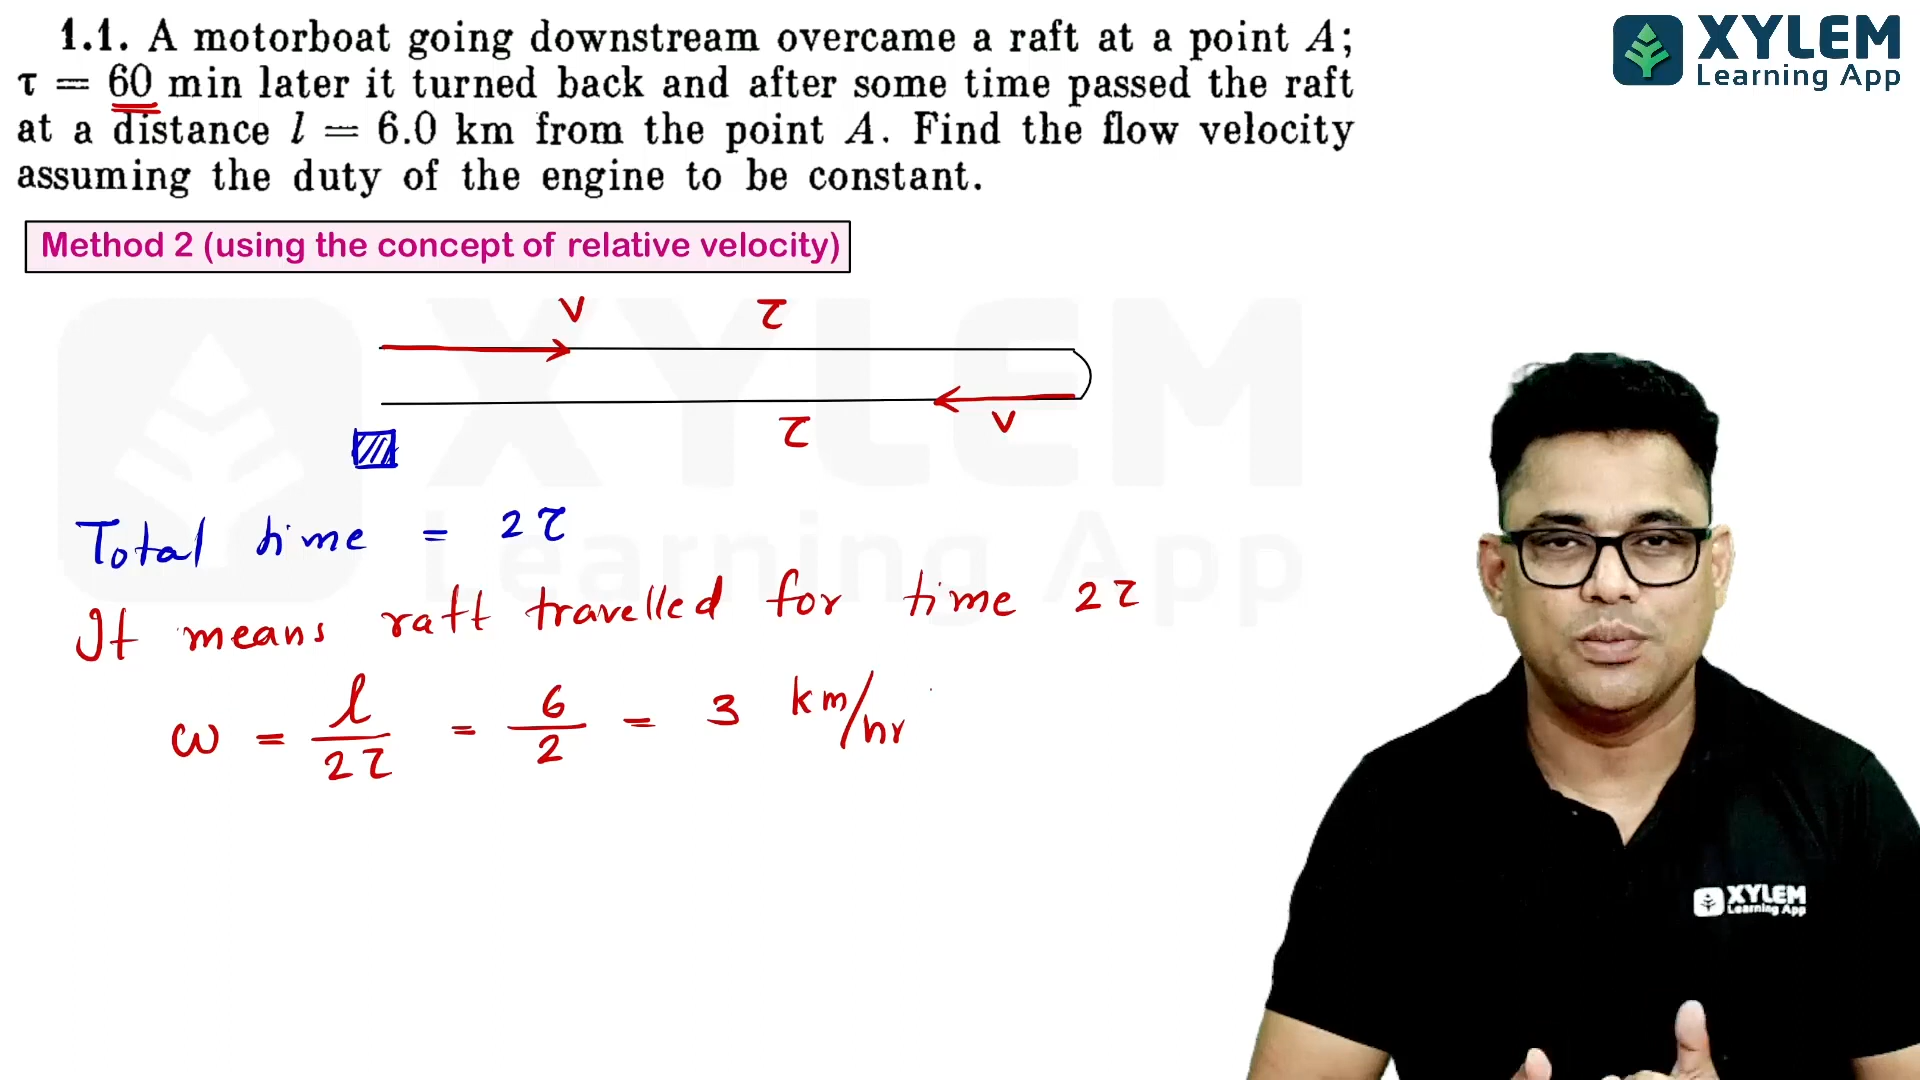 1.1. A motorboat going downstream overcame a raft at a point A;
τ = 60 min later it turned back and after some time passed the raft
at a distance l = 6.0 km from the point A. Find the flow velocity
assuming the duty of the engine to be constant.
XYLEM
Learning App
Method 2 (using the concept of relative velocity)
v τ
τ v
XYLEM
Learning App
Total time = 2τ
It means raft travelled for time 2τ
ω = l/2τ = 6/2 = 3 km/hr
XYLEM
Learning App